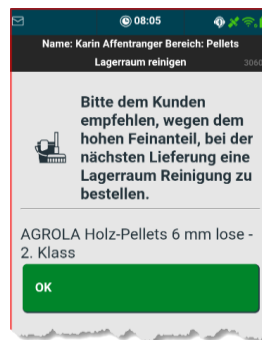 08:05
Name: Karin Affentranger Bereich: Pellets
Lagerraum reinigen 3060
Bitte dem Kunden
empfehlen, wegen dem
hohen Feinanteil, bei der
nächsten Lieferung eine
Lagerraum Reinigung zu
bestellen.
AGROLA Holz-Pellets 6 mm lose -
2. Klass
OK